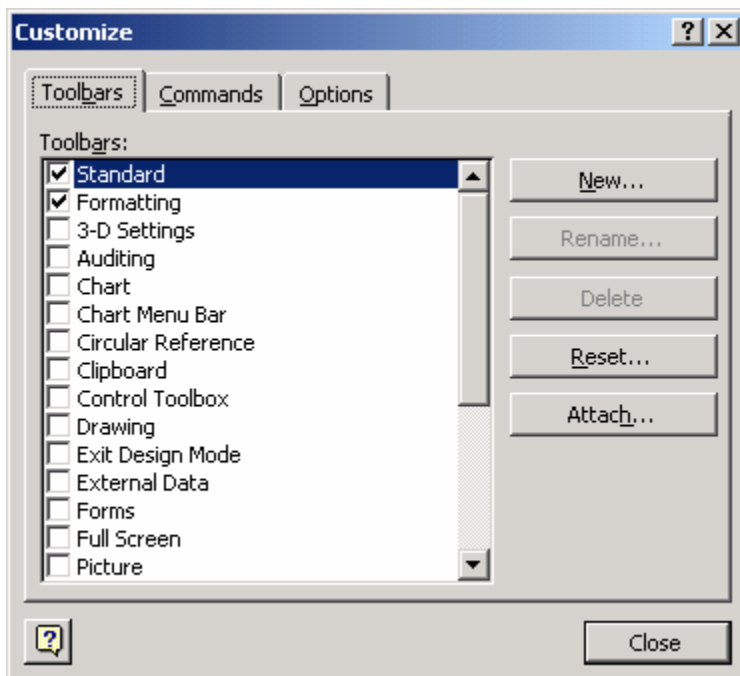 Customize
Toolbars Commands Options
Toolbars:
Standard
Formatting
3-D Settings
Auditing
Chart
Chart Menu Bar
Circular Reference
Clipboard
Control Toolbox
Drawing
Exit Design Mode
External Data
Forms
Full Screen
Picture
New...
Rename...
Delete
Reset...
Attach...
Close